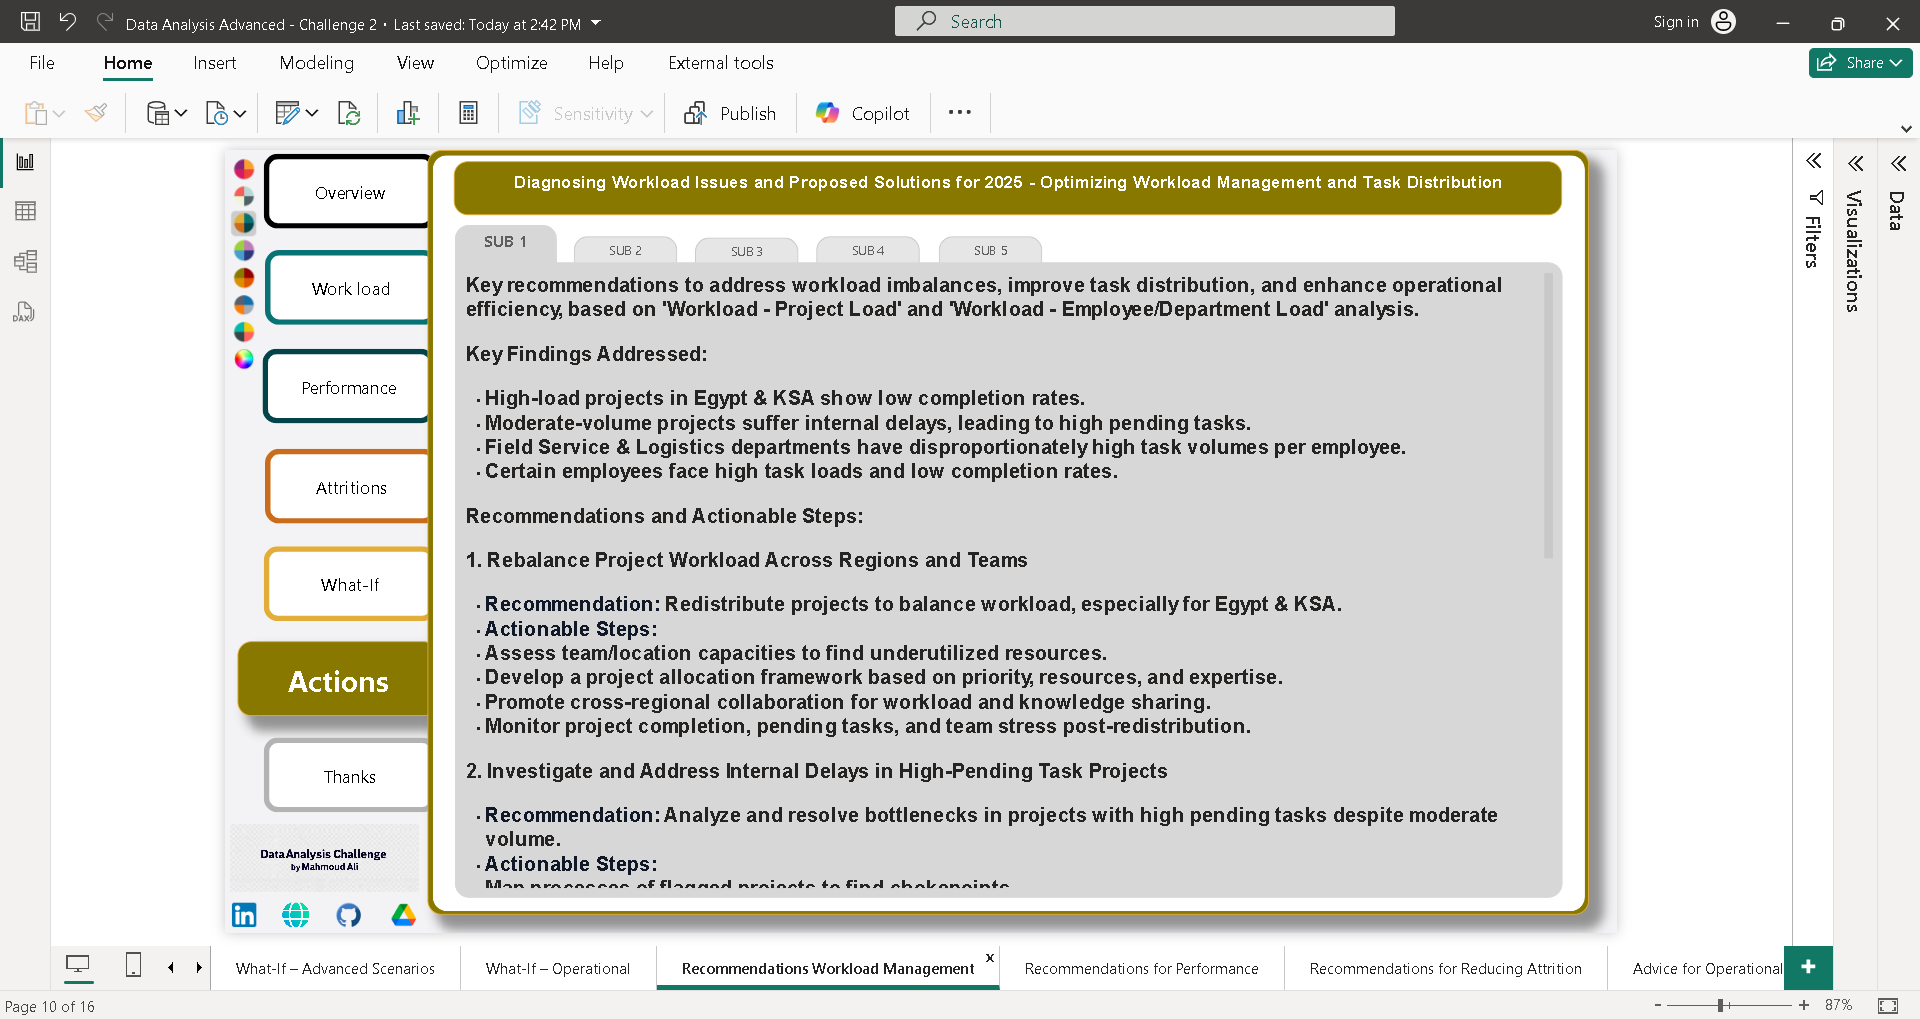 Data Analysis Advanced - Challenge 2 • Last saved: Today at 2:42 PM
Search
Sign in
File Home Insert Modeling View Optimize Help External tools
Share
Sensitivity
Publish
Copilot
Filters
Visualizations
Data
DAX
Overview
Work load
Performance
Attritions
What-If
Actions
Thanks
Data Analysis Challenge
by Mahmoud Ali
in
Diagnosing Workload Issues and Proposed Solutions for 2025 - Optimizing Workload Management and Task Distribution
SUB 1 SUB 2 SUB 3 SUB 4 SUB 5
Key recommendations to address workload imbalances, improve task distribution, and enhance operational
efficiency, based on 'Workload - Project Load' and 'Workload - Employee/Department Load' analysis.
Key Findings Addressed:
· High-load projects in Egypt & KSA show low completion rates.
· Moderate-volume projects suffer internal delays, leading to high pending tasks.
· Field Service & Logistics departments have disproportionately high task volumes per employee.
· Certain employees face high task loads and low completion rates.
Recommendations and Actionable Steps:
1. Rebalance Project Workload Across Regions and Teams
· Recommendation: Redistribute projects to balance workload, especially for Egypt & KSA.
· Actionable Steps:
· Assess team/location capacities to find underutilized resources.
· Develop a project allocation framework based on priority, resources, and expertise.
· Promote cross-regional collaboration for workload and knowledge sharing.
· Monitor project completion, pending tasks, and team stress post-redistribution.
2. Investigate and Address Internal Delays in High-Pending Task Projects
· Recommendation: Analyze and resolve bottlenecks in projects with high pending tasks despite moderate
volume.
· Actionable Steps:
Map processes of flagged projects to find chokepoints
What-If – Advanced Scenarios
What-If – Operational
Recommendations Workload Management
x
Recommendations for Performance
Recommendations for Reducing Attrition
Advice for Operational
+
Page 10 of 16
- + 87%